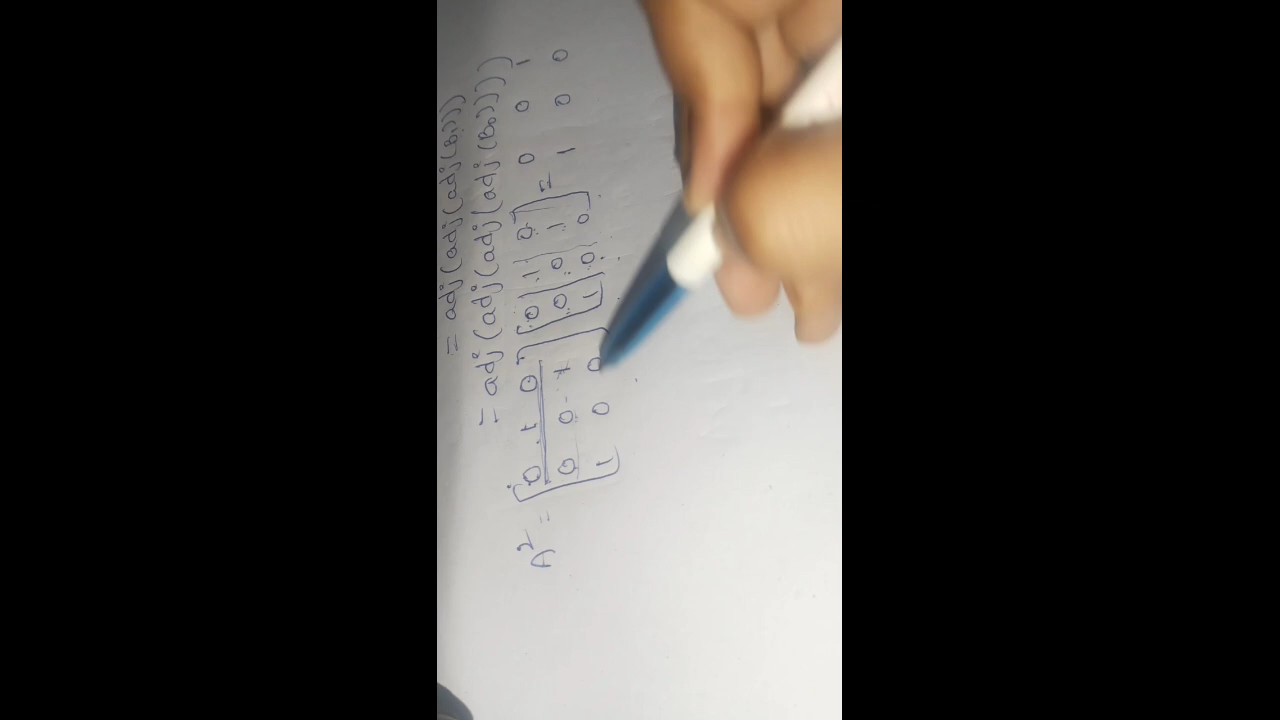 = adj(adj(adj(B₁)))
= adj(adj(adj(adj(B₀))))
A² = [0 1 0] [0 1 0] = 0 0 1
0 0 1 0 0 1 1 0 0
1 0 0 1 0 0